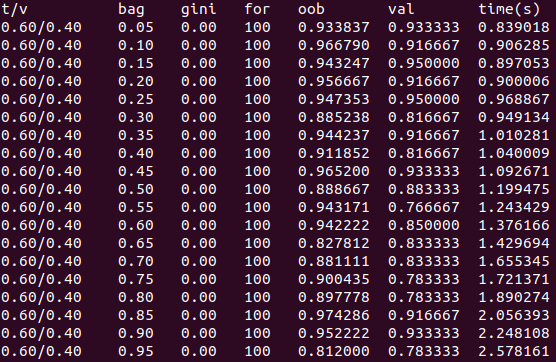 t/v bag gini for oob val time(s)
0.60/0.40 0.05 0.00 100 0.933837 0.933333 0.839018
0.60/0.40 0.10 0.00 100 0.966790 0.916667 0.906285
0.60/0.40 0.15 0.00 100 0.943247 0.950000 0.897053
0.60/0.40 0.20 0.00 100 0.956667 0.916667 0.900006
0.60/0.40 0.25 0.00 100 0.947353 0.950000 0.968867
0.60/0.40 0.30 0.00 100 0.885238 0.816667 0.949134
0.60/0.40 0.35 0.00 100 0.944237 0.916667 1.010281
0.60/0.40 0.40 0.00 100 0.911852 0.816667 1.040009
0.60/0.40 0.45 0.00 100 0.965200 0.933333 1.092671
0.60/0.40 0.50 0.00 100 0.888667 0.883333 1.199475
0.60/0.40 0.55 0.00 100 0.943171 0.766667 1.243429
0.60/0.40 0.60 0.00 100 0.942222 0.850000 1.376166
0.60/0.40 0.65 0.00 100 0.827812 0.833333 1.429694
0.60/0.40 0.70 0.00 100 0.881111 0.833333 1.655345
0.60/0.40 0.75 0.00 100 0.900435 0.783333 1.721371
0.60/0.40 0.80 0.00 100 0.897778 0.783333 1.890274
0.60/0.40 0.85 0.00 100 0.974286 0.916667 2.056393
0.60/0.40 0.90 0.00 100 0.952222 0.933333 2.248108
0.60/0.40 0.95 0.00 100 0.812000 0.783333 2.578161